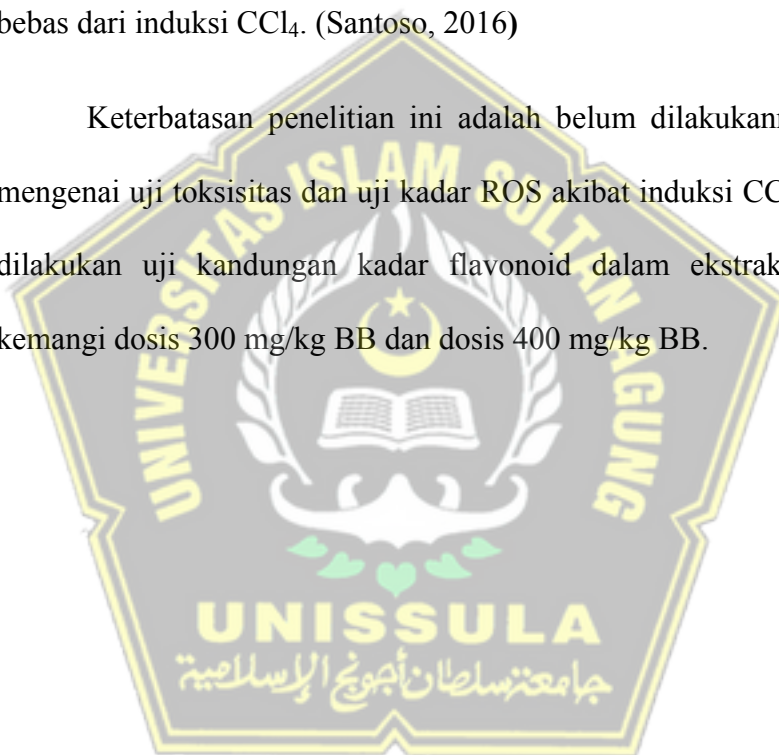 bebas dari induksi CCl₄. (Santoso, 2016)
Keterbatasan penelitian ini adalah belum dilakukann
mengenai uji toksisitas dan uji kadar ROS akibat induksi CC
dilakukan uji kandungan kadar flavonoid dalam ekstrak
kemangi dosis 300 mg/kg BB dan dosis 400 mg/kg BB.
UNIVERSITAS ISLAM SULTAN AGUNG
UNISSULA
جامعة سلطان أجونج الإسلامية